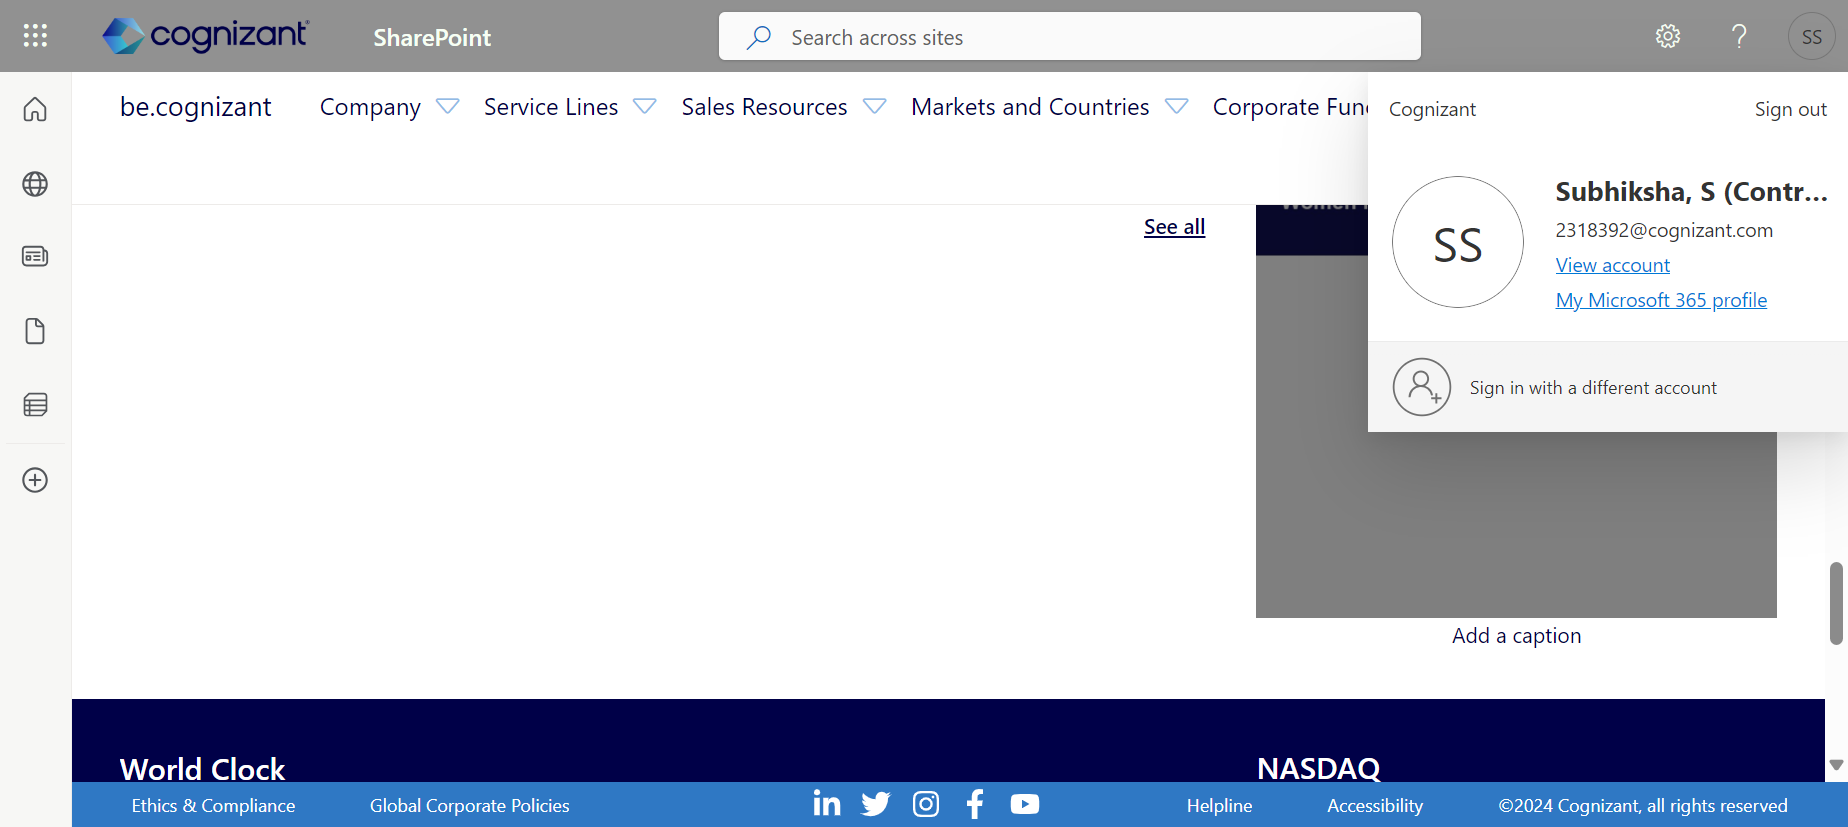 cognizant
SharePoint
Search across sites
SS
be.cognizant
Company
Service Lines
Sales Resources
Markets and Countries
Corporate Fun
Cognizant
Sign out
SS
Subhiksha, S (Contr...
2318392@cognizant.com
View account
My Microsoft 365 profile
Sign in with a different account
See all
Women
Add a caption
World Clock
NASDAQ
Ethics & Compliance
Global Corporate Policies
Helpline
Accessibility
©2024 Cognizant, all rights reserved